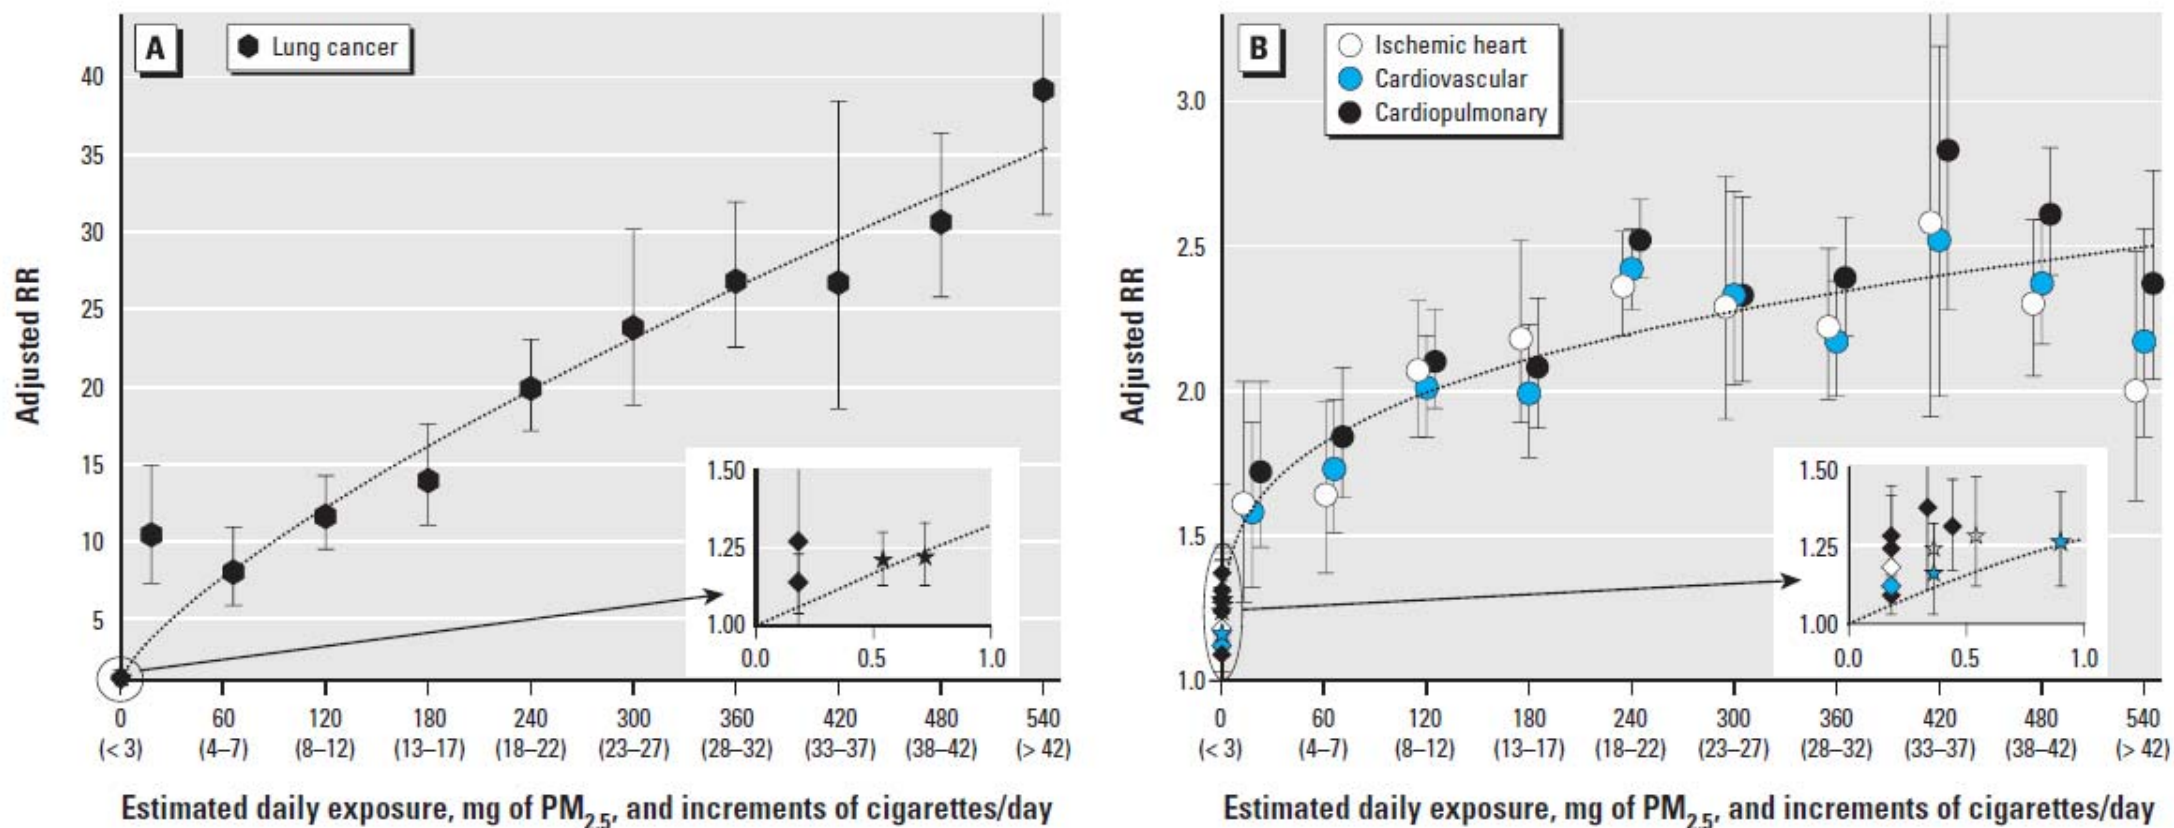 A
Lung cancer
Adjusted RR
40
35
30
25
20
15
10
5
1.50
1.25
1.00
0.0 0.5 1.0
0 60 120 180 240 300 360 420 480 540
(< 3) (4–7) (8–12) (13–17) (18–22) (23–27) (28–32) (33–37) (38–42) (> 42)
Estimated daily exposure, mg of PM2.5, and increments of cigarettes/day
B
Ischemic heart
Cardiovascular
Cardiopulmonary
Adjusted RR
3.0
2.5
2.0
1.5
1.0
1.50
1.25
1.00
0.0 0.5 1.0
0 60 120 180 240 300 360 420 480 540
(< 3) (4–7) (8–12) (13–17) (18–22) (23–27) (28–32) (33–37) (38–42) (> 42)
Estimated daily exposure, mg of PM2.5, and increments of cigarettes/day